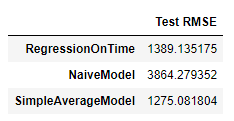 Test RMSE
RegressionOnTime 1389.135175
NaiveModel 3864.279352
SimpleAverageModel 1275.081804